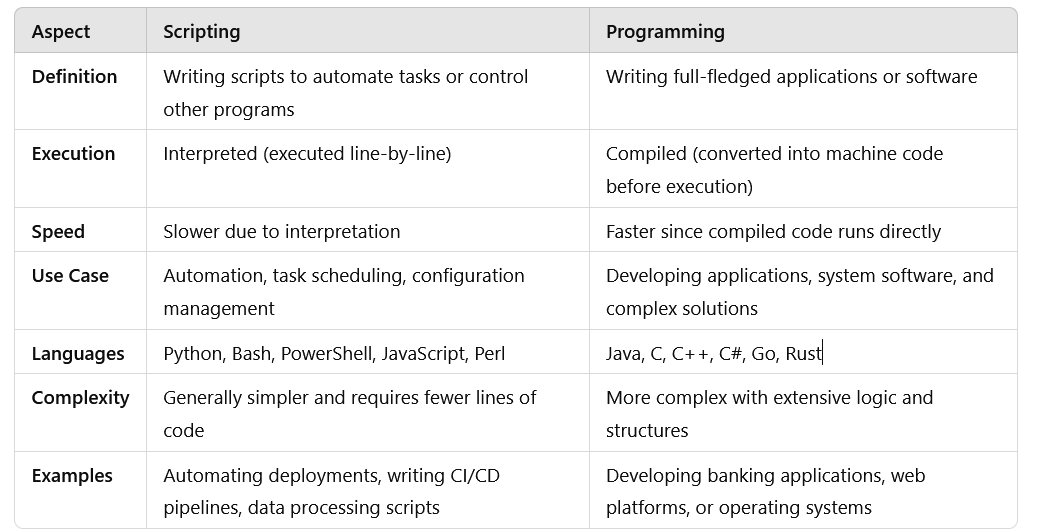 Aspect Scripting Programming
Definition Writing scripts to automate tasks or control Writing full-fledged applications or software
other programs
Execution Interpreted (executed line-by-line) Compiled (converted into machine code
before execution)
Speed Slower due to interpretation Faster since compiled code runs directly
Use Case Automation, task scheduling, configuration Developing applications, system software, and
management complex solutions
Languages Python, Bash, PowerShell, JavaScript, Perl Java, C, C++, C#, Go, Rust
Complexity Generally simpler and requires fewer lines of More complex with extensive logic and
code structures
Examples Automating deployments, writing CI/CD Developing banking applications, web
pipelines, data processing scripts platforms, or operating systems